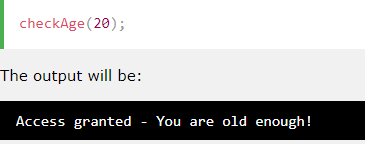 checkAge(20);
The output will be:
Access granted - You are old enough!